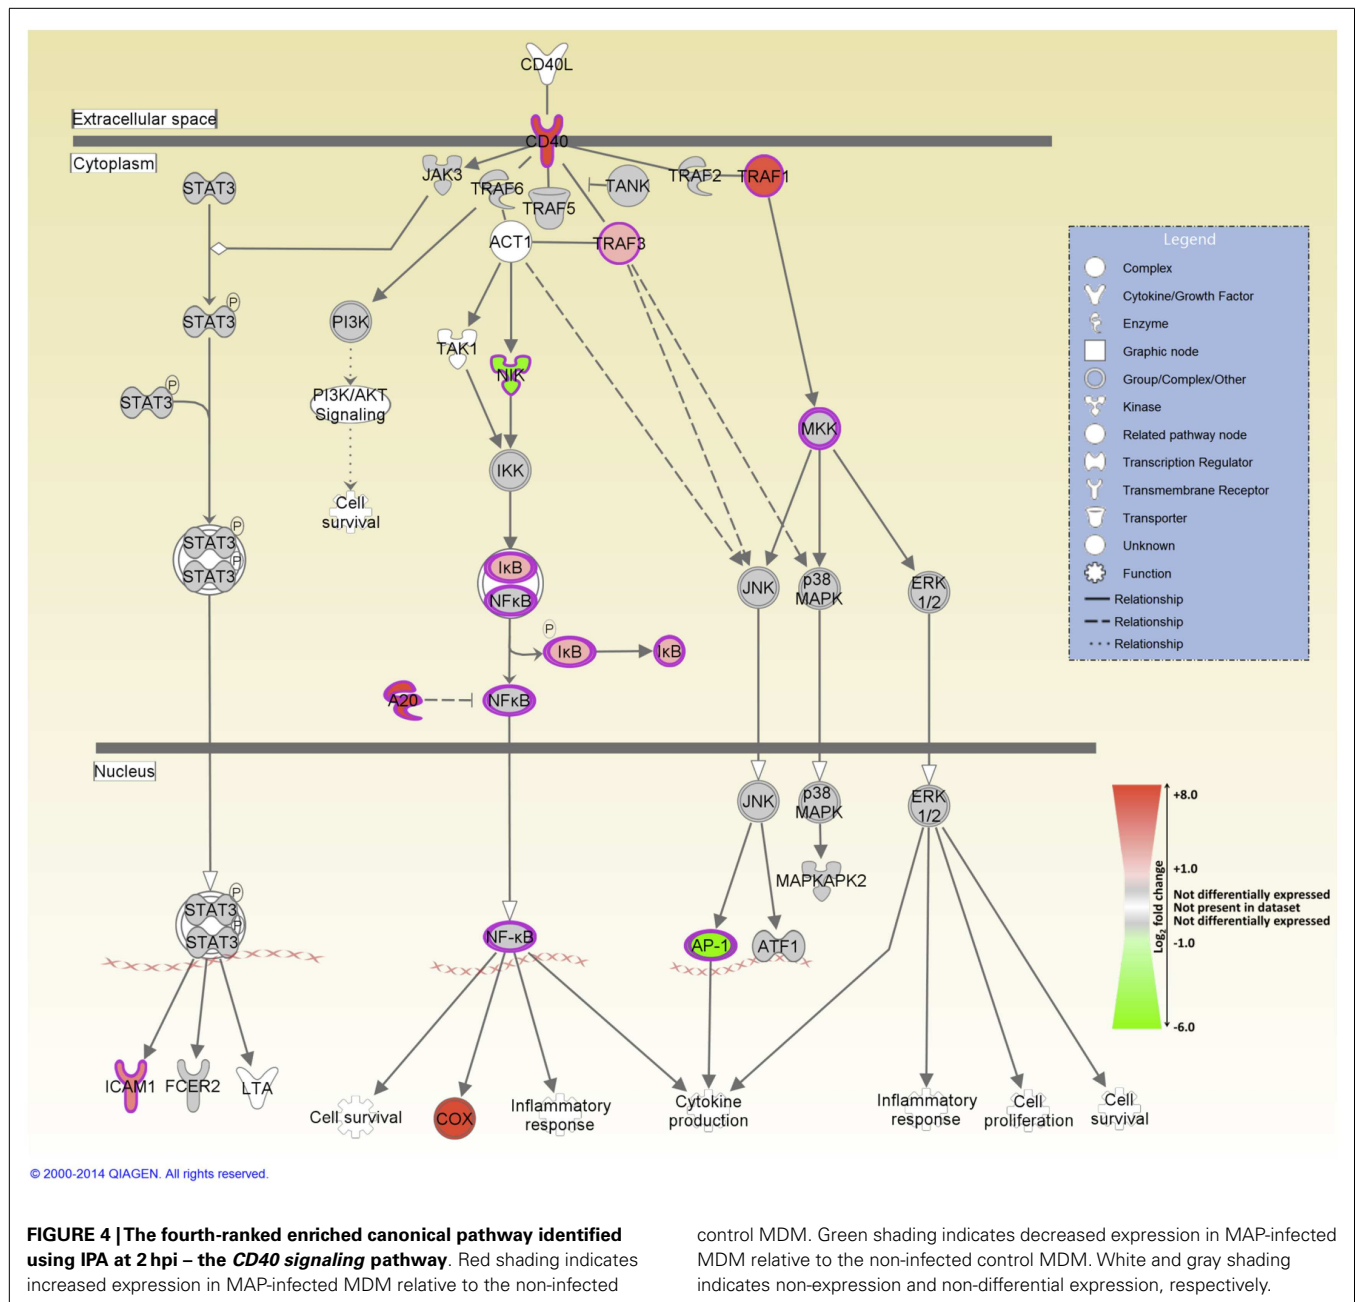 CD40L
Extracellular space
CD40
Cytoplasm
STAT3
JAK3
TRAF6
TRAF5
TANK
TRAF2
TRAF1
ACT1
TRAF3
P
STAT3
PI3K
TAK1
NIK
P
STAT3
PI3K/AKT
Signaling
MKK
IKK
Cell
survival
P
STAT3
P
STAT3
IκB
NFκB
JNK
p38
MAPK
ERK
1/2
P
IκB
IκB
A20
NFκB
Nucleus
JNK
p38
MAPK
ERK
1/2
MAPKAPK2
P
STAT3
P
STAT3
NF-κB
AP-1
ATF1
ICAM1
FCER2
LTA
Cell survival
COX
Inflammatory
response
Cytokine
production
Inflammatory
response
Cell
proliferation
Cell
survival
Legend
Complex
Cytokine/Growth Factor
Enzyme
Graphic node
Group/Complex/Other
Kinase
Related pathway node
Transcription Regulator
Transmembrane Receptor
Transporter
Unknown
Function
Relationship
Relationship
Relationship
+8.0
+1.0
Not differentially expressed
Not present in dataset
Not differentially expressed
-1.0
-6.0
Log2 fold change
© 2000-2014 QIAGEN. All rights reserved.
FIGURE 4 | The fourth-ranked enriched canonical pathway identified
using IPA at 2 hpi – the CD40 signaling pathway. Red shading indicates
increased expression in MAP-infected MDM relative to the non-infected
control MDM. Green shading indicates decreased expression in MAP-infected
MDM relative to the non-infected control MDM. White and gray shading
indicates non-expression and non-differential expression, respectively.